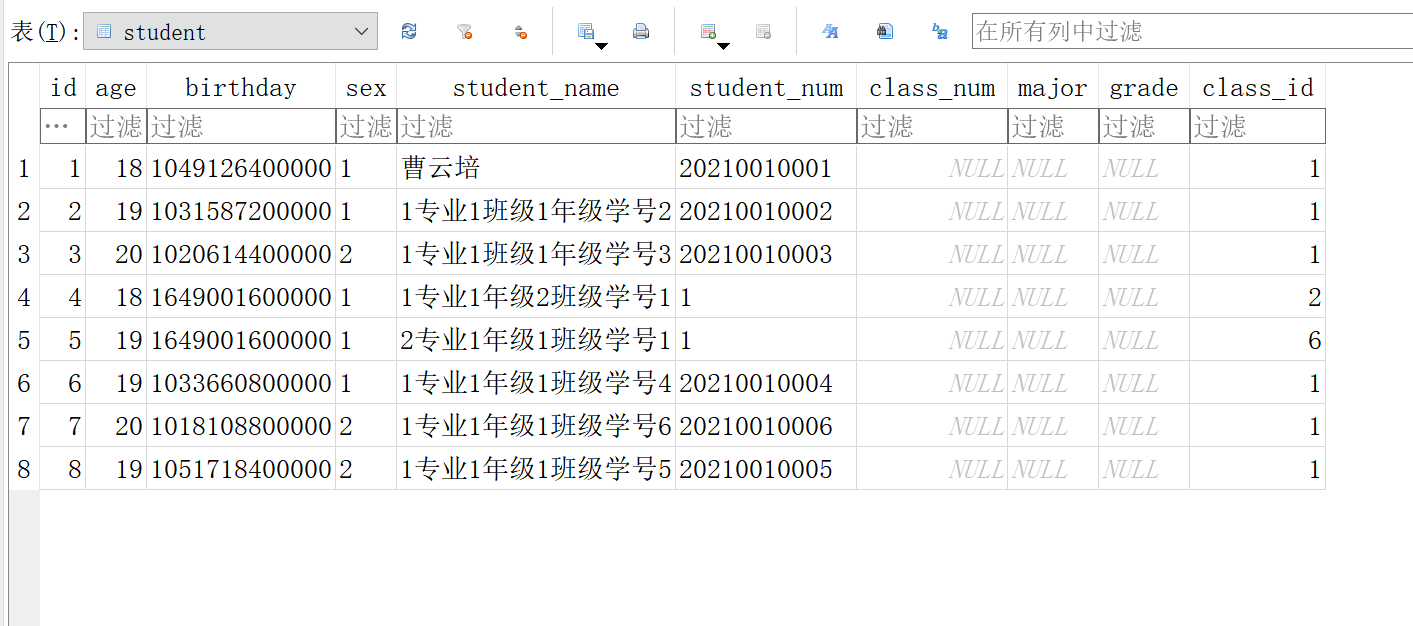 表(T): student 在所有列中过滤
id age birthday sex student_name student_num class_num major grade class_id
... 过滤 过滤 过滤 过滤 过滤 过滤 过滤 过滤 过滤
1 1 18 1049126400000 1 曹云培 20210010001 NULL NULL NULL 1
2 2 19 1031587200000 1 1专业1班级1年级学号2 20210010002 NULL NULL NULL 1
3 3 20 1020614400000 2 1专业1班级1年级学号3 20210010003 NULL NULL NULL 1
4 4 18 1649001600000 1 1专业1年级2班级学号1 1 NULL NULL NULL 2
5 5 19 1649001600000 1 2专业1年级1班级学号1 1 NULL NULL NULL 6
6 6 19 1033660800000 1 1专业1年级1班级学号4 20210010004 NULL NULL NULL 1
7 7 20 1018108800000 2 1专业1年级1班级学号6 20210010006 NULL NULL NULL 1
8 8 19 1051718400000 2 1专业1年级1班级学号5 20210010005 NULL NULL NULL 1